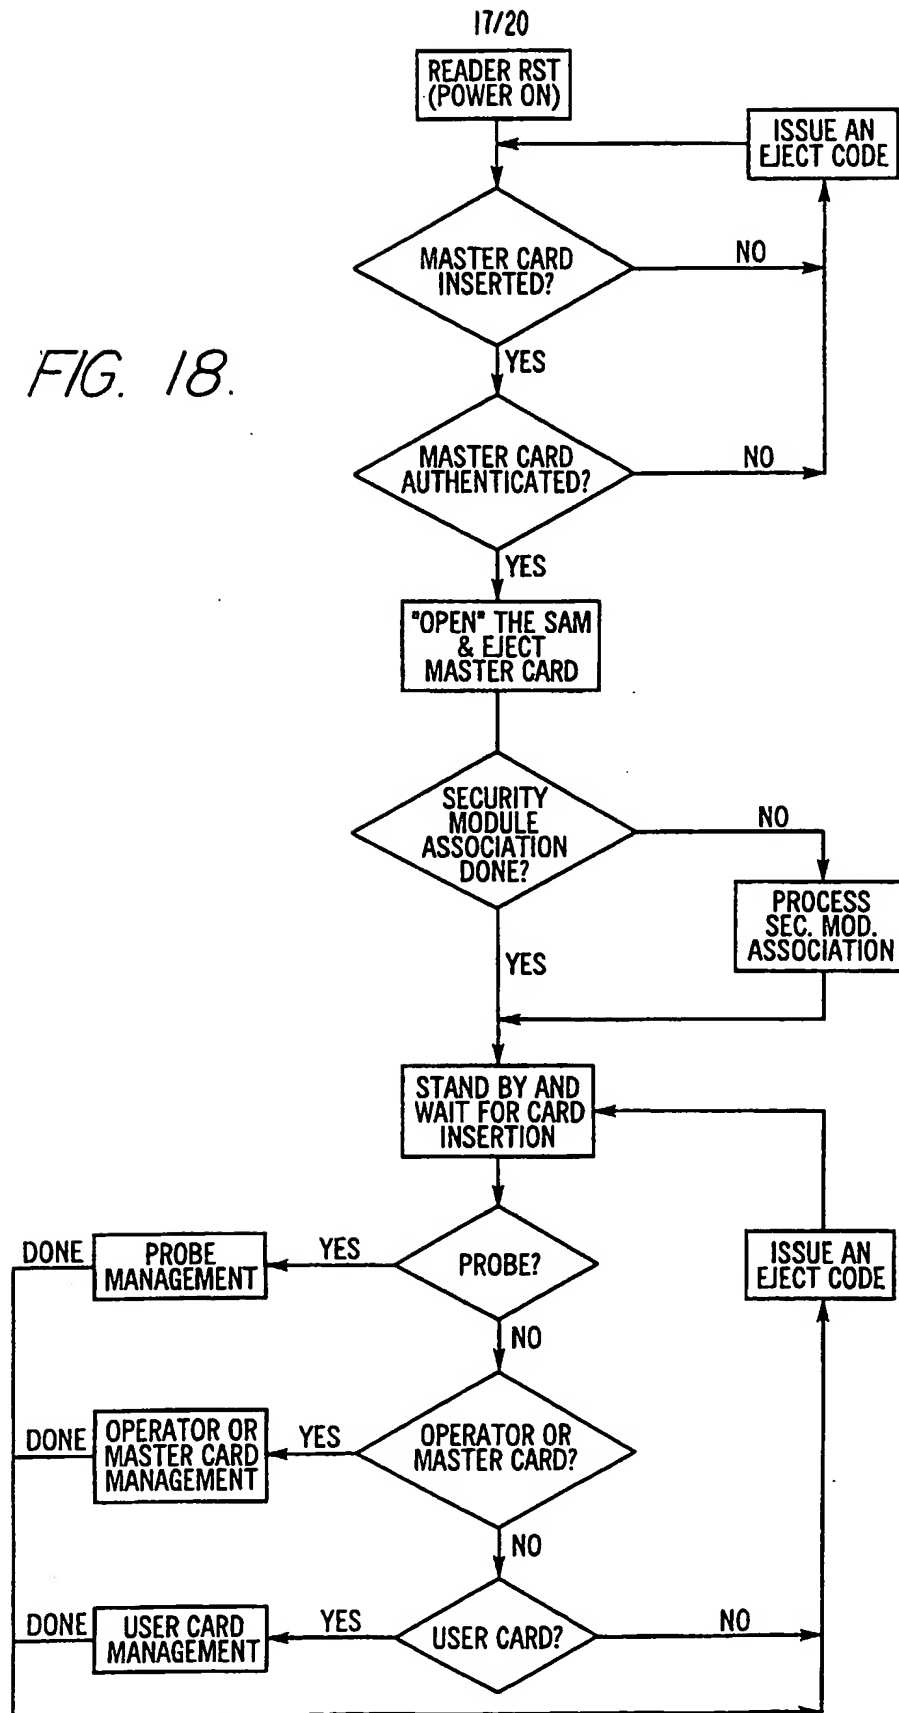 17/20
READER RST
(POWER ON)
ISSUE AN
EJECT CODE
MASTER CARD
INSERTED?
NO
YES
FIG. 18.
MASTER CARD
AUTHENTICATED?
NO
YES
"OPEN" THE SAM
& EJECT
MASTER CARD
SECURITY
MODULE
ASSOCIATION
DONE?
NO
PROCESS
SEC. MOD.
ASSOCIATION
YES
STAND BY AND
WAIT FOR CARD
INSERTION
DONE
PROBE
MANAGEMENT
YES
PROBE?
ISSUE AN
EJECT CODE
NO
DONE
OPERATOR OR
MASTER CARD
MANAGEMENT
YES
OPERATOR OR
MASTER CARD?
NO
DONE
USER CARD
MANAGEMENT
YES
USER CARD?
NO